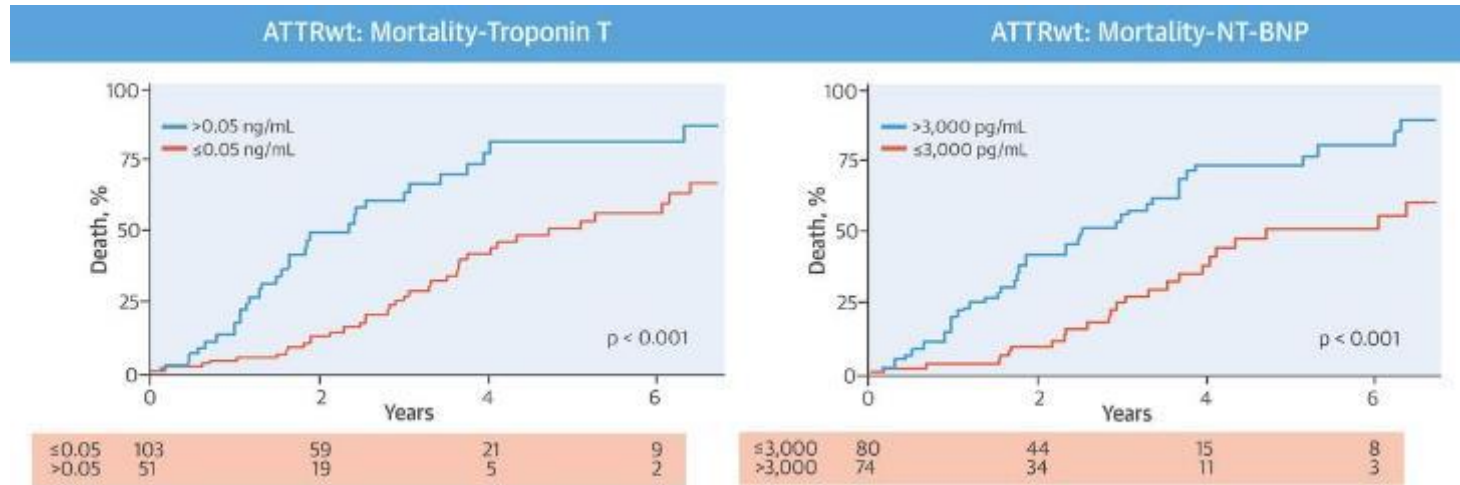 ATTRwt: Mortality-Troponin T
100
75
50
25
0
Death, %
>0.05 ng/mL
≤0.05 ng/mL
p < 0.001
0 2 4 6
Years
≤0.05 103 59 21 9
>0.05 51 19 5 2
ATTRwt: Mortality-NT-BNP
100
75
50
25
0
Death, %
>3,000 pg/mL
≤3,000 pg/mL
p < 0.001
0 2 4 6
Years
≤3,000 80 44 15 8
>3,000 74 34 11 3